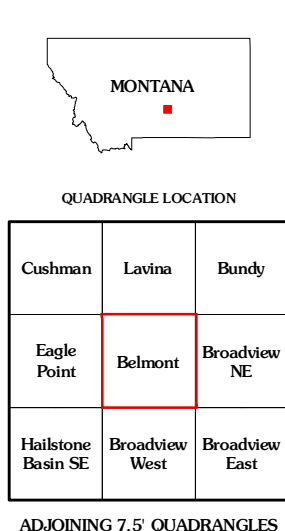 MONTANA
QUADRANGLE LOCATION
Cushman
Lavina
Bundy
Eagle
Point
Belmont
Broadview
NE
Hailstone
Basin SE
Broadview
West
Broadview
East
ADJOINING 7.5' QUADRANGLES